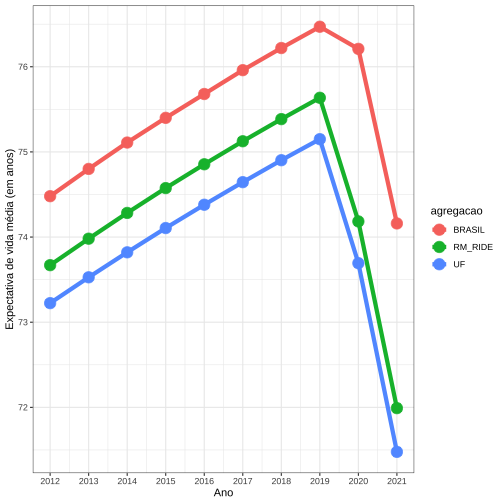 Expectativa de vida média (em anos)
76
75
74
73
72
2012 2013 2014 2015 2016 2017 2018 2019 2020 2021
Ano
agregacao
BRASIL
RM_RIDE
UF